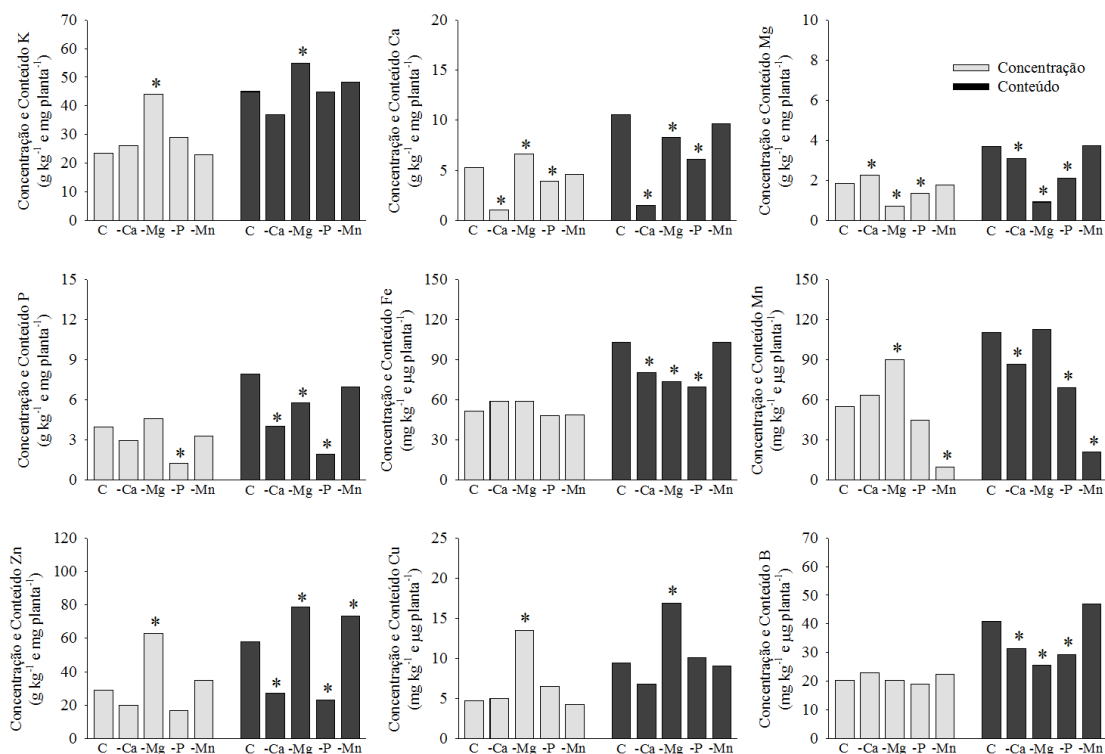 Concentração e Conteúdo K
(g kg⁻¹ e mg planta⁻¹)
70
60
50
40
30
20
10
0
*
*
C -Ca -Mg -P -Mn C -Ca -Mg -P -Mn
Concentração e Conteúdo Ca
(g kg⁻¹ e mg planta⁻¹)
20
15
10
5
0
* * * * * *
C -Ca -Mg -P -Mn C -Ca -Mg -P -Mn
Concentração e Conteúdo Mg
(g kg⁻¹ e mg planta⁻¹)
10
8
6
4
2
0
Concentração
Conteúdo
* * * * * *
C -Ca -Mg -P -Mn C -Ca -Mg -P -Mn
Concentração e Conteúdo P
(g kg⁻¹ e mg planta⁻¹)
15
12
9
6
3
0
* * * *
C -Ca -Mg -P -Mn C -Ca -Mg -P -Mn
Concentração e Conteúdo Fe
(mg kg⁻¹ e µg planta⁻¹)
150
120
90
60
30
0
* * *
C -Ca -Mg -P -Mn C -Ca -Mg -P -Mn
Concentração e Conteúdo Mn
(mg kg⁻¹ e µg planta⁻¹)
150
120
90
60
30
0
* * * * *
C -Ca -Mg -P -Mn C -Ca -Mg -P -Mn
Concentração e Conteúdo Zn
(g kg⁻¹ e mg planta⁻¹)
120
100
80
60
40
20
0
* * * * *
C -Ca -Mg -P -Mn C -Ca -Mg -P -Mn
Concentração e Conteúdo Cu
(mg kg⁻¹ e µg planta⁻¹)
25
20
15
10
5
0
* *
C -Ca -Mg -P -Mn C -Ca -Mg -P -Mn
Concentração e Conteúdo B
(mg kg⁻¹ e µg planta⁻¹)
70
60
50
40
30
20
10
0
* * *
C -Ca -Mg -P -Mn C -Ca -Mg -P -Mn